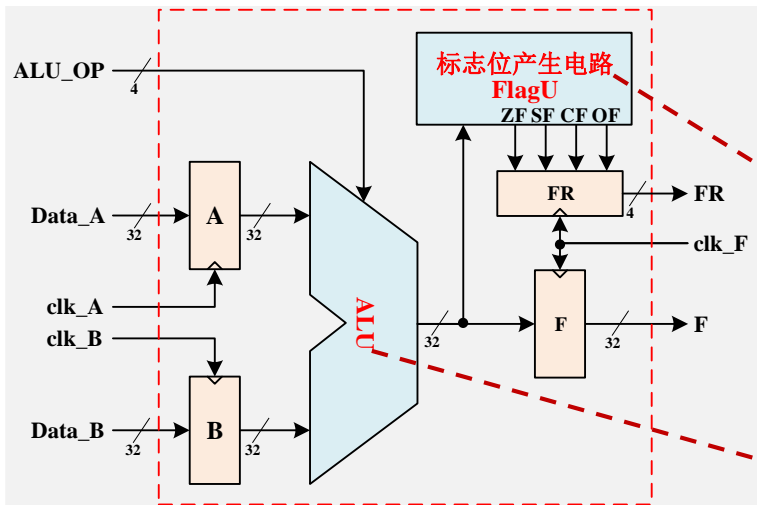 标志位产生电路
FlagU
ZF SF CF OF
ALU_OP
4
FR
4
FR
Data_A
32
A
32
clk_F
clk_A
clk_B
ALU
32
F
32
F
Data_B
32
B
32